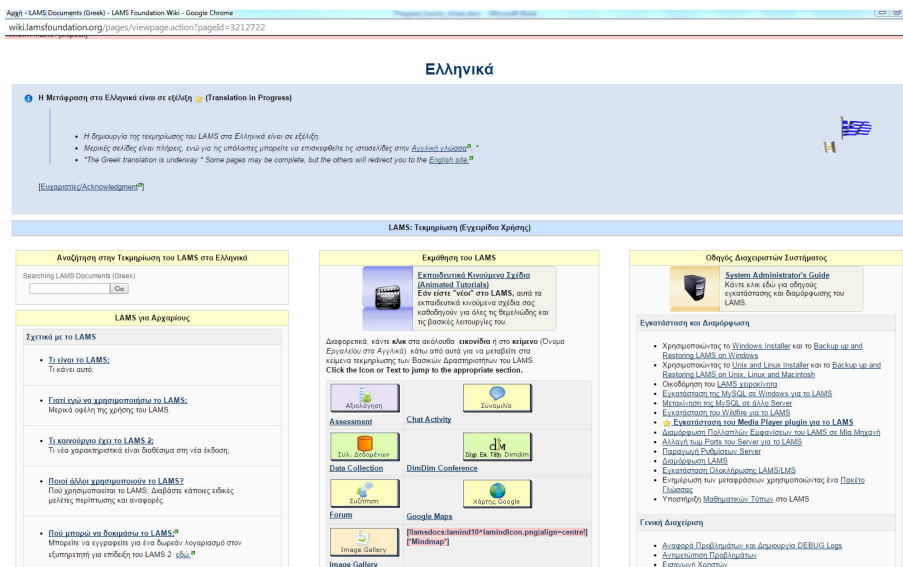 Αρχή - LAMS Documents (Greek) - LAMS Foundation Wiki - Google Chrome
wiki.lamsfoundation.org/pages/viewpage.action?pageId=3212722
Ελληνικά
Η Μετάφραση στα Ελληνικά είναι σε εξέλιξη (Translation in Progress)
• Η δημιουργία της τεκμηρίωσης του LAMS στα Ελληνικά είναι σε εξέλιξη.
• Μερικές σελίδες είναι πλήρεις, ενώ για τις υπόλοιπες μπορείτε να επισκεφθείτε τις ιστοσελίδες στην Αγγλική γλώσσα. *
• "The Greek translation is underway." Some pages may be complete, but the others will redirect you to the English site.
[Ευχαριστίες/Acknowledgment]
LAMS: Τεκμηρίωση (Εγχειρίδια Χρήσης)
Αναζήτηση στην Τεκμηρίωση του LAMS στα Ελληνικά
Searching LAMS Documents (Greek)
Go
LAMS για Αρχαρίους
Σχετικά με το LAMS
• Τι είναι το LAMS;
Τι κάνει αυτό;
• Γιατί εγώ να χρησιμοποιήσω το LAMS;
Μερικά οφέλη της χρήσης του LAMS.
• Τι καινούργιο έχει το LAMS 2;
Τι νέα χαρακτηριστικά είναι διαθέσιμα στη νέα έκδοση;
• Ποιοί άλλοι χρησιμοποιούν το LAMS?
Πού χρησιμοποιείται το LAMS; Διαβάστε κάποιες ειδικές
μελέτες περίπτωσης και αναφορές.
• Πού μπορώ να δοκιμάσω το LAMS;
Μπορείτε να εγγραφείτε για ένα δωρεάν λογαριασμό στον
εξυπηρετητή για επίδειξη του LAMS 2 εδώ.
Εκμάθηση του LAMS
Εκπαιδευτικά Κινούμενα Σχέδια
(Animated Tutorials)
Εάν είστε "νέοι" στο LAMS, αυτά τα
εκπαιδευτικά κινούμενα σχέδια σας
καθοδηγούν για όλες τις θεμελιώδης και
τις βασικές λειτουργίες του.
Διαφορετικά, κάντε κλικ στα ακόλουθα εικονίδια ή στο κείμενο (Όνομα
Εργαλείου στα Αγγλικά) κάτω από αυτά για να μεταβείτε στα
κείμενα τεκμηρίωσης των Βασικών Δραστηριοτήτων του LAMS.
Click the Icon or Text to jump to the appropriate section.
Αξιολόγηση
Συνομιλία
Assessment
Chat Activity
Συλ. Δεδομένων
Σύγρ. Εκ. Τάξη Dimdim
Data Collection
DimDim Conference
Συζήτηση
Χάρτης Google
Forum
Google Maps
Image Gallery
[!lamsdocs:lamind10^lamindIcon.png|align=centre!]
["Mindmap"]
Image Gallery
Οδηγός Διαχειριστών Συστήματος
System Administrator's Guide
Κάντε κλικ εδώ για οδηγούς
εγκατάστασης και διαμόρφωσης του
LAMS.
Εγκατάσταση και Διαμόρφωση
• Χρησιμοποιώντας το Windows Installer και το Backup up and
Restoring LAMS on Windows
• Χρησιμοποιώντας το Unix and Linux Installer και το Backup up and
Restoring LAMS on Unix, Linux and Macintosh
• Οικοδόμηση του LAMS χειροκίνητα
• Εγκατάσταση της MySQL σε Windows για το LAMS
• Μετακίνηση της MySQL σε άλλο Server
• Εγκατάσταση του Wildfire για το LAMS
• Εγκατάσταση του Media Player plugin για το LAMS
• Διαμόρφωση Πολλαπλών Εμφανίσεων του LAMS σε Μία Μηχανή
• Αλλαγή των Ports του Server για το LAMS
• Παραγωγή Ρυθμίσεων Server
• Διαμόρφωση LAMS
• Εγκατάσταση Ολοκλήρωσης LAMS/LMS
• Ενημέρωση των μεταφράσεων χρησιμοποιώντας ένα Πακέτο
Γλώσσας
• Υποστήριξη Μαθηματικών Τύπων στο LAMS
Γενική Διαχείριση
• Αναφορά Προβλημάτων και Δημιουργία DEBUG Logs
• Αντιμετώπιση Προβλημάτων
• Εισαγωγή Χρηστών